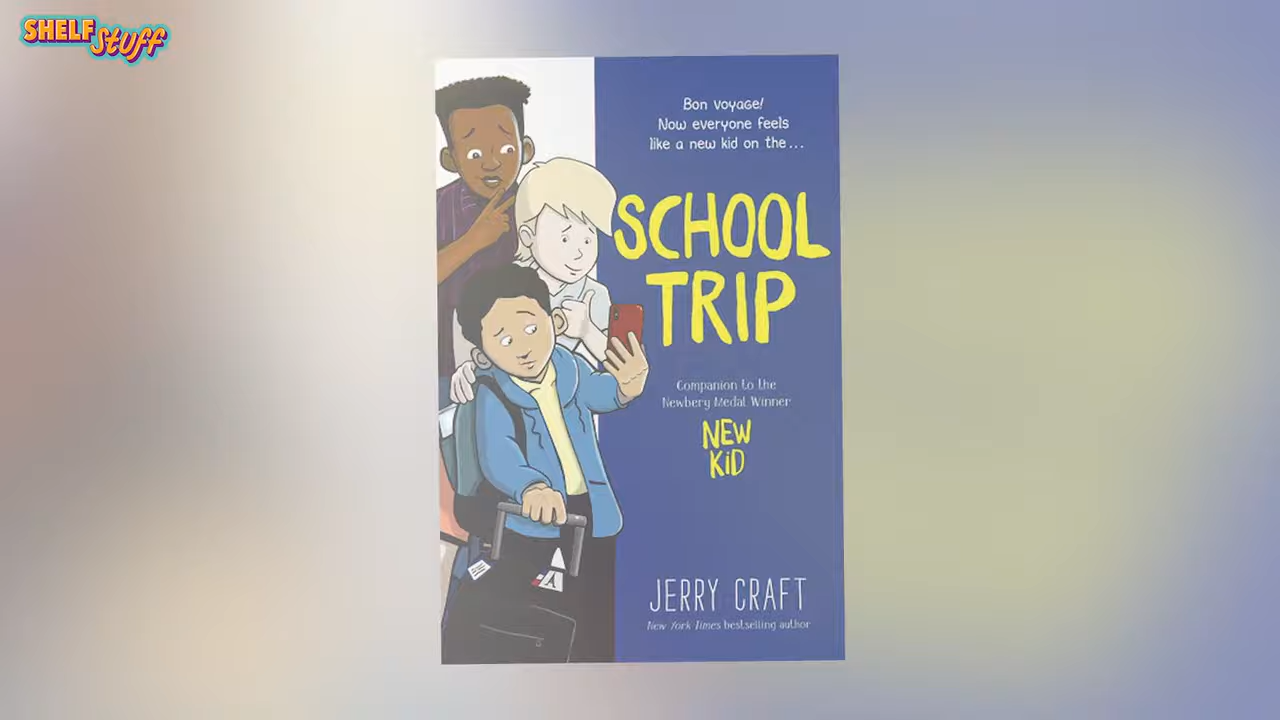 SHELF
Stuff
Bon voyage!
Now everyone feels
like a new kid on the...
SCHOOL
TRIP
Companion to the
Newbery Medal Winner
NEW
KiD
JERRY CRAFT
New York Times bestselling author